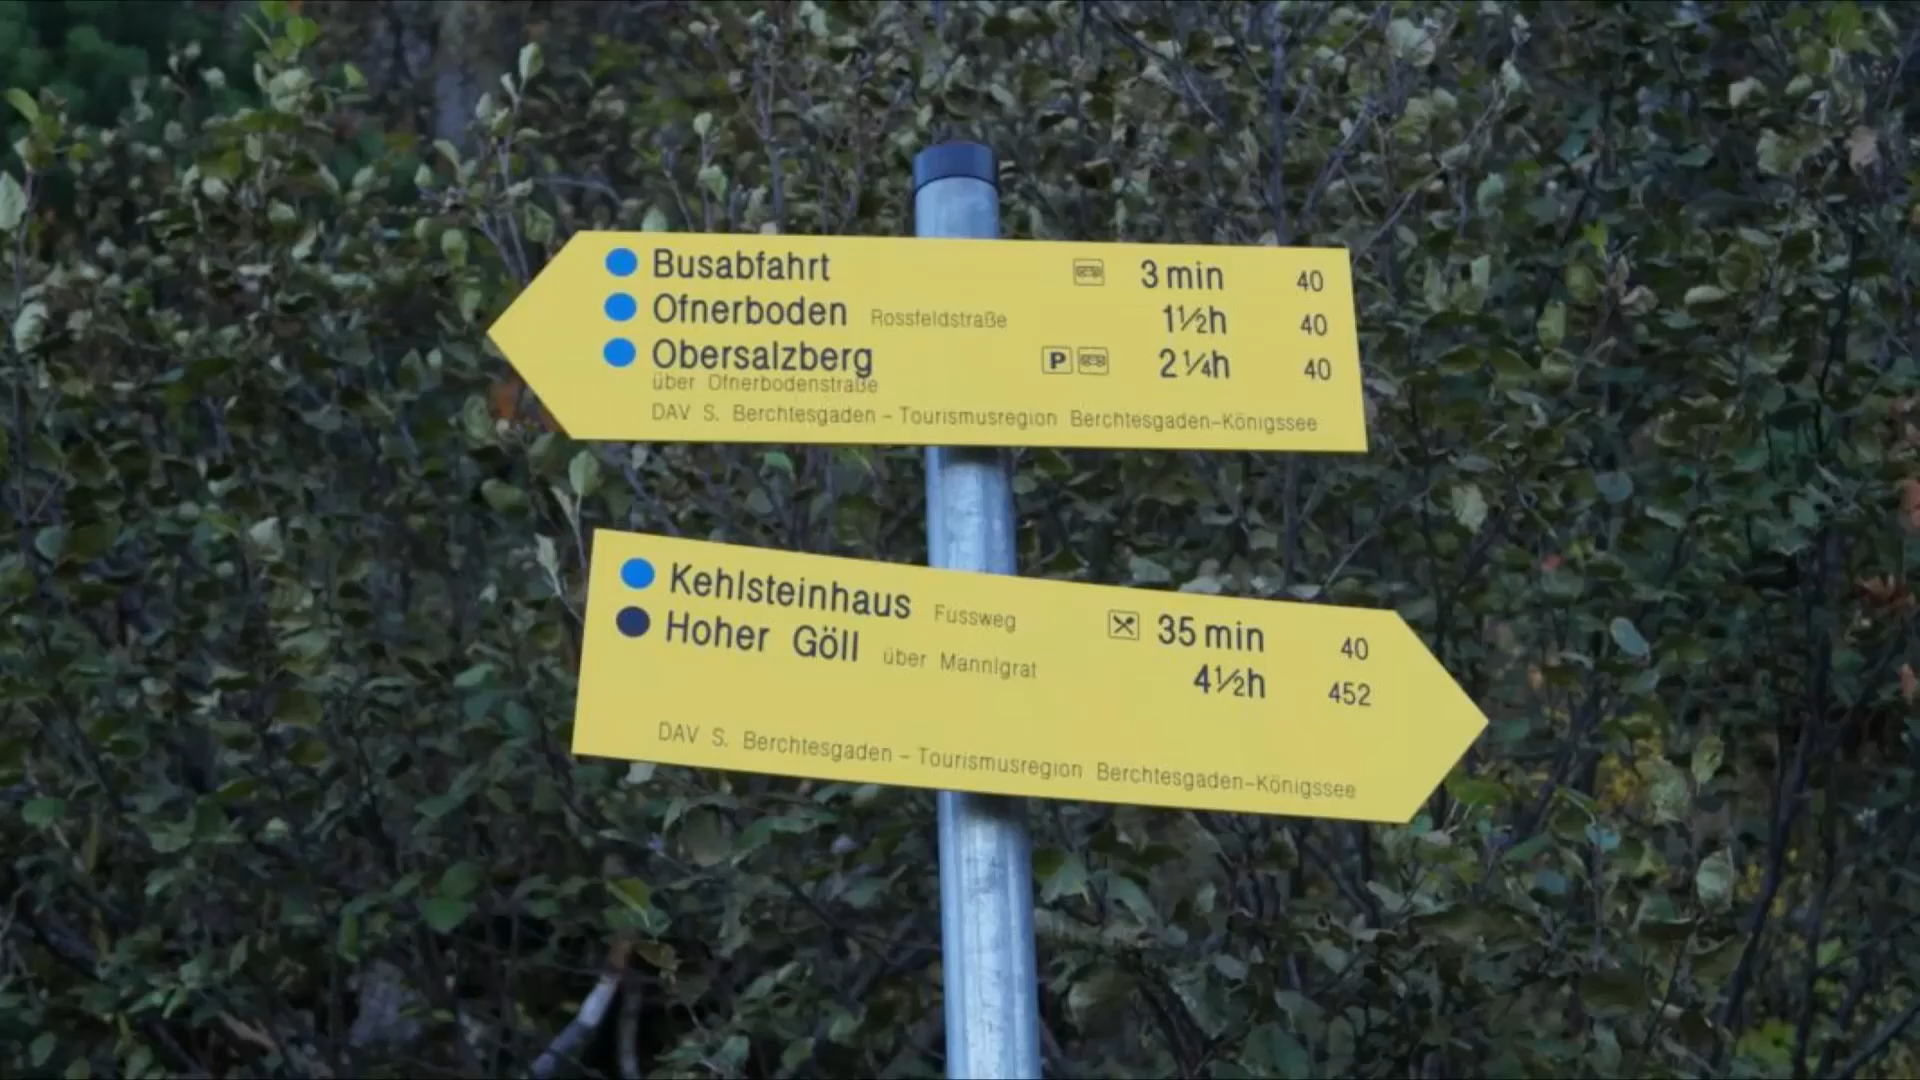 Busabfahrt 3 min 40
Ofnerboden Rossfeldstraße 1½h 40
Obersalzberg P 2¼h 40
über Ofnerbodenstraße
DAV S. Berchtesgaden – Tourismusregion Berchtesgaden–Königssee
Kehlsteinhaus Fussweg 35 min 40
Hoher Göll über Mannlgrat 4½h 452
DAV S. Berchtesgaden – Tourismusregion Berchtesgaden–Königssee